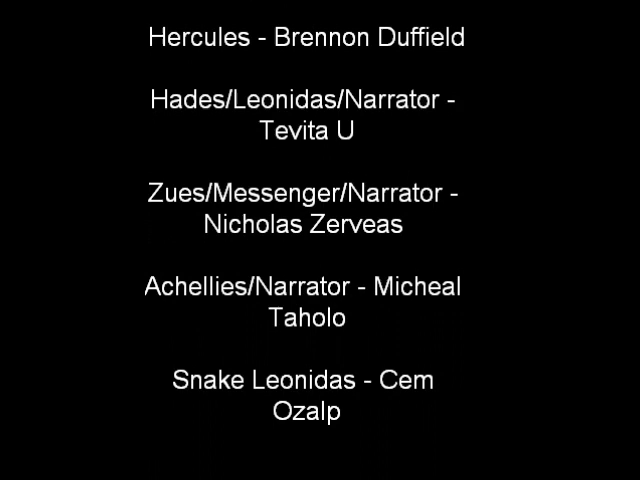 Hercules - Brennon Duffield
Hades/Leonidas/Narrator -
Tevita U
Zues/Messenger/Narrator -
Nicholas Zerveas
Achellies/Narrator - Micheal
Taholo
Snake Leonidas - Cem
Ozalp